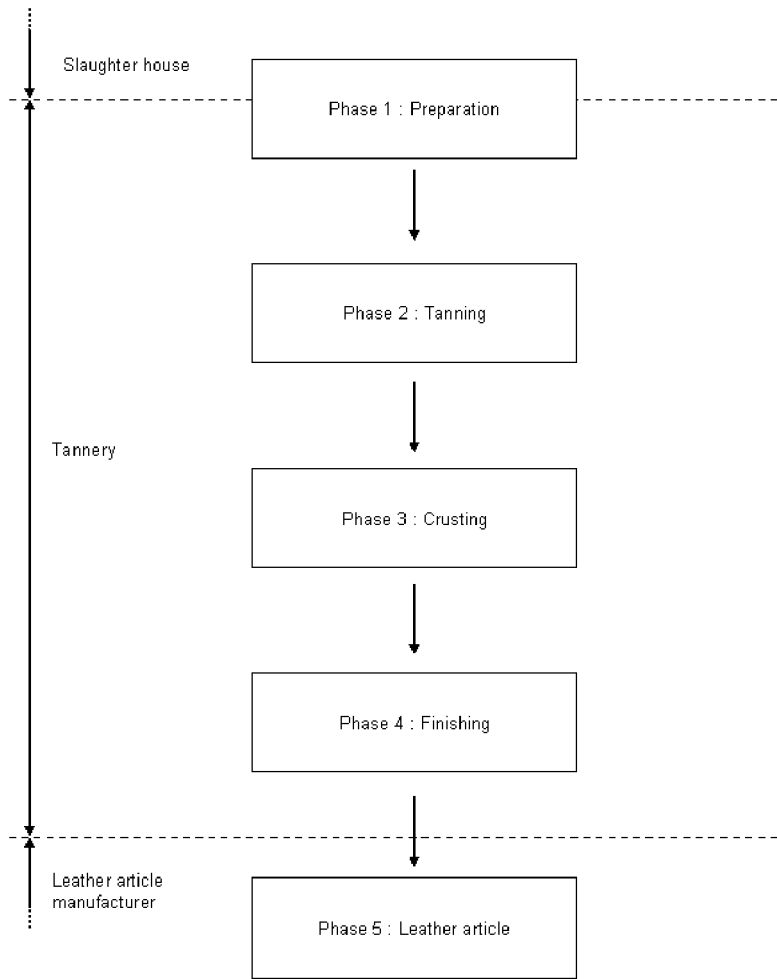 Slaughter house
Phase 1 : Preparation
Phase 2 : Tanning
Tannery
Phase 3 : Crusting
Phase 4 : Finishing
Leather article
manufacturer
Phase 5 : Leather article